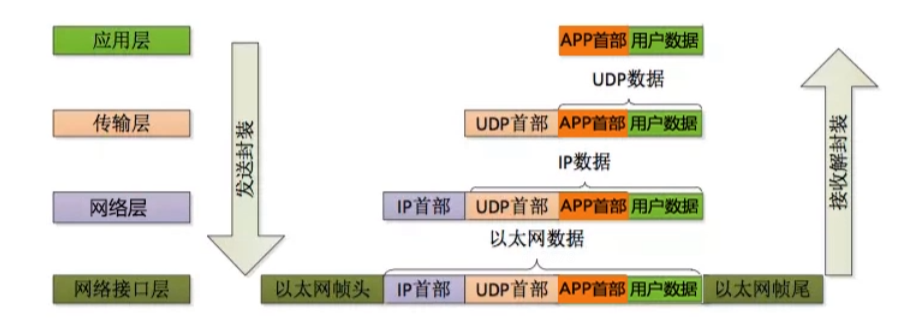 应用层
APP首部 用户数据
UDP数据
传输层
UDP首部 APP首部 用户数据
IP数据
网络层
IP首部 UDP首部 APP首部 用户数据
以太网数据
网络接口层
以太网帧头 IP首部 UDP首部 APP首部 用户数据 以太网帧尾
发送封装
接收解封装